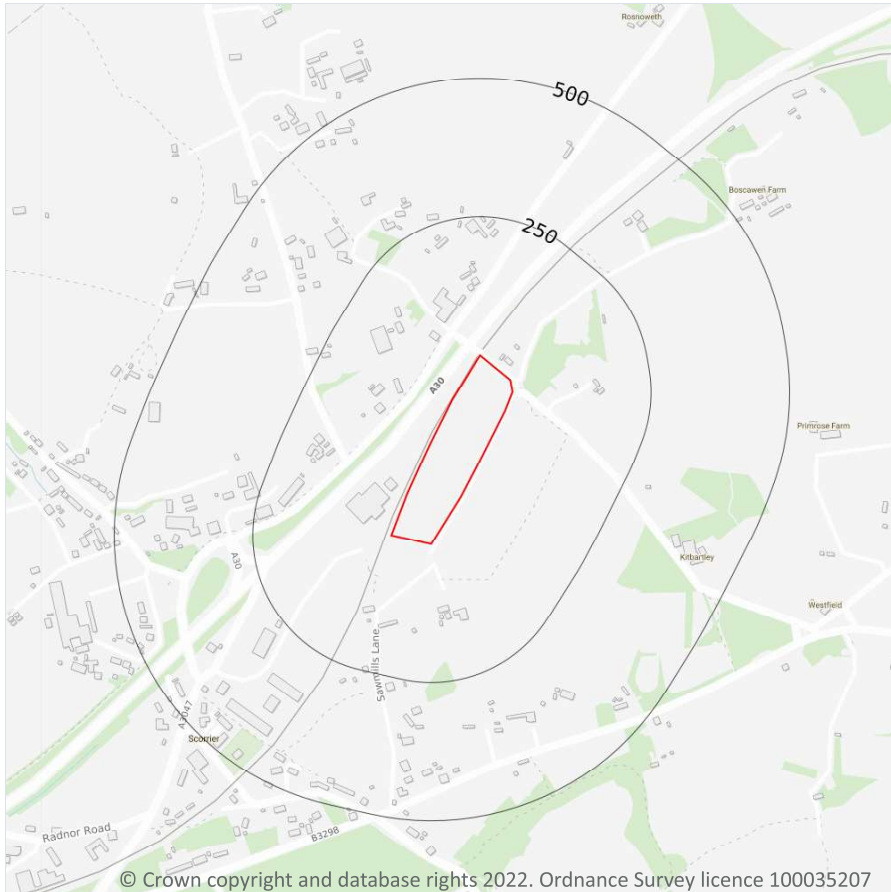 Rosnoweth
500
Boscawen Farm
250
A30
Primrose Farm
A30
Kitbartley
Westfield
Sawmills Lane
A3047
Scorrier
Radnor Road
B3298
© Crown copyright and database rights 2022. Ordnance Survey licence 100035207